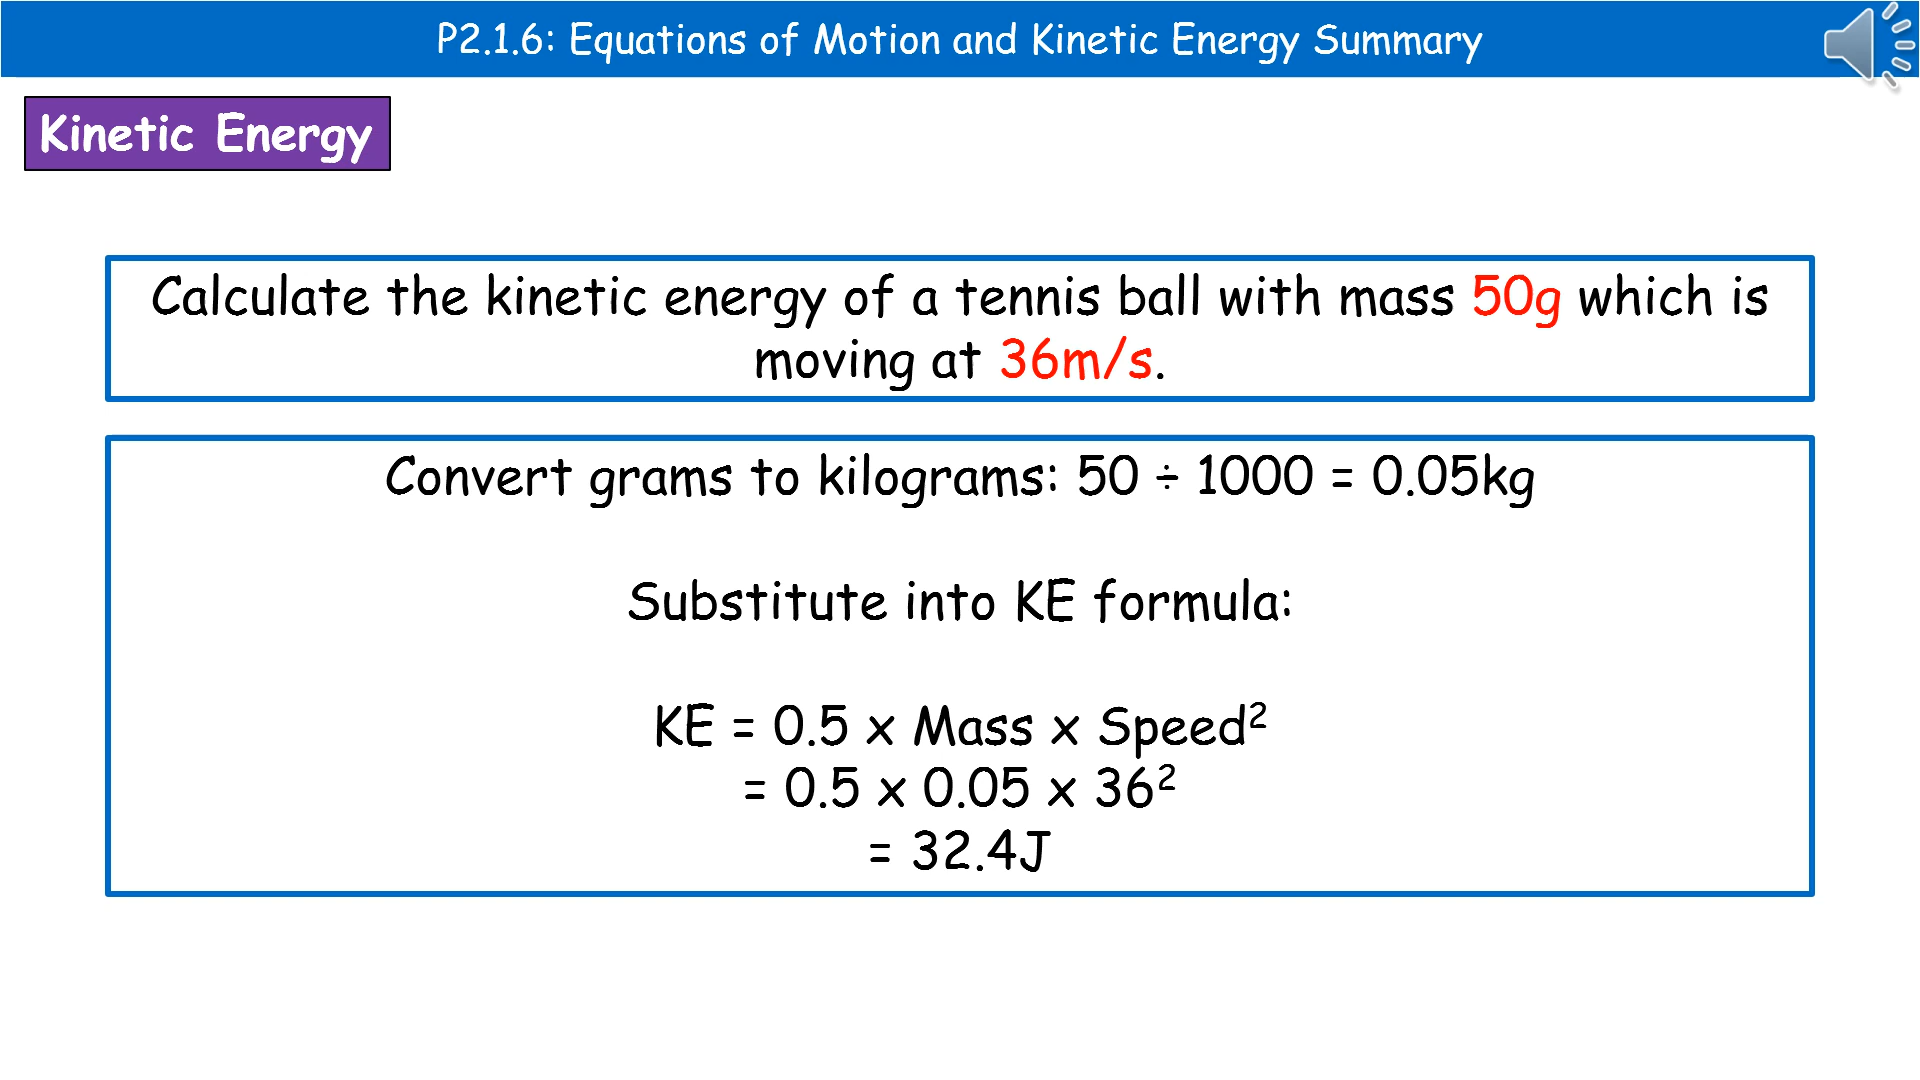 P2.1.6: Equations of Motion and Kinetic Energy Summary
Kinetic Energy
Calculate the kinetic energy of a tennis ball with mass 50g which is
moving at 36m/s.
Convert grams to kilograms: 50 ÷ 1000 = 0.05kg
Substitute into KE formula:
KE = 0.5 x Mass x Speed²
= 0.5 x 0.05 x 36²
= 32.4J